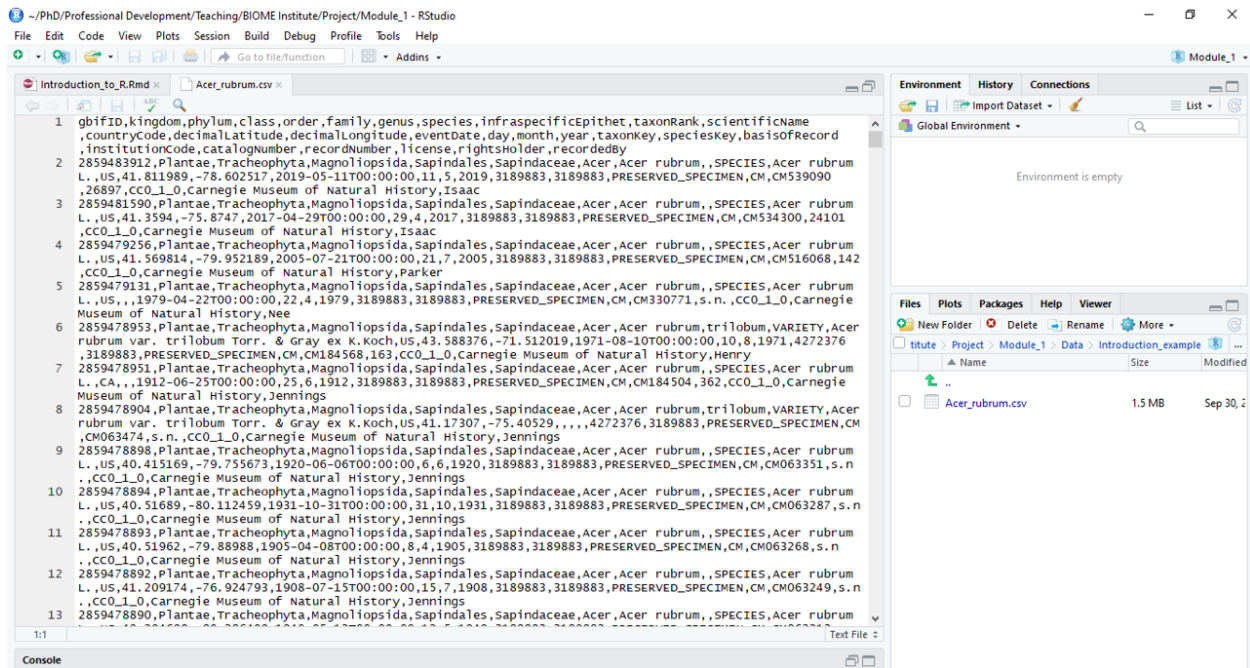 ~/PhD/Professional Development/Teaching/BIOME Institute/Project/Module_1 - RStudio
File Edit Code View Plots Session Build Debug Profile Tools Help
Go to file/function Addins Module_1
Introduction_to_R.Rmd Acer_rubrum.csv
ABC
1 gbifID,kingdom,phylum,class,order,family,genus,species,infraspecificEpithet,taxonRank,scientificName
,countryCode,decimalLatitude,decimalLongitude,eventDate,day,month,year,taxonKey,speciesKey,basisOfRecord
,institutionCode,catalogNumber,recordNumber,license,rightsHolder,recordedBy
2 2859483912,Plantae,Tracheophyta,Magnoliopsida,Sapindales,Sapindaceae,Acer,Acer rubrum,,SPECIES,Acer rubrum
L.,US,41.811989,-78.602517,2019-05-11T00:00:00,11,5,2019,3189883,3189883,PRESERVED_SPECIMEN,CM,CM539090
,26897,CC0_1_0,Carnegie Museum of Natural History,Isaac
3 2859481590,Plantae,Tracheophyta,Magnoliopsida,Sapindales,Sapindaceae,Acer,Acer rubrum,,SPECIES,Acer rubrum
L.,US,41.3594,-75.8747,2017-04-29T00:00:00,29,4,2017,3189883,3189883,PRESERVED_SPECIMEN,CM,CM534300,24101
,CC0_1_0,Carnegie Museum of Natural History,Isaac
4 2859479256,Plantae,Tracheophyta,Magnoliopsida,Sapindales,Sapindaceae,Acer,Acer rubrum,,SPECIES,Acer rubrum
L.,US,41.569814,-79.952189,2005-07-21T00:00:00,21,7,2005,3189883,3189883,PRESERVED_SPECIMEN,CM,CM516068,142
,CC0_1_0,Carnegie Museum of Natural History,Parker
5 2859479131,Plantae,Tracheophyta,Magnoliopsida,Sapindales,Sapindaceae,Acer,Acer rubrum,,SPECIES,Acer rubrum
L.,US,,,1979-04-22T00:00:00,22,4,1979,3189883,3189883,PRESERVED_SPECIMEN,CM,CM330771,s.n.,CC0_1_0,Carnegie
Museum of Natural History,Nee
6 2859478953,Plantae,Tracheophyta,Magnoliopsida,Sapindales,Sapindaceae,Acer,Acer rubrum,trilobum,VARIETY,Acer
rubrum var. trilobum Torr. & Gray ex K.Koch,US,43.588376,-71.512019,1971-08-10T00:00:00,10,8,1971,4272376
,3189883,PRESERVED_SPECIMEN,CM,CM184568,163,CC0_1_0,Carnegie Museum of Natural History,Henry
7 2859478951,Plantae,Tracheophyta,Magnoliopsida,Sapindales,Sapindaceae,Acer,Acer rubrum,,SPECIES,Acer rubrum
L.,CA,,,1912-06-25T00:00:00,25,6,1912,3189883,3189883,PRESERVED_SPECIMEN,CM,CM184504,362,CC0_1_0,Carnegie
Museum of Natural History,Jennings
8 2859478904,Plantae,Tracheophyta,Magnoliopsida,Sapindales,Sapindaceae,Acer,Acer rubrum,trilobum,VARIETY,Acer
rubrum var. trilobum Torr. & Gray ex K.Koch,US,41.17307,-75.40529,,,,,4272376,3189883,PRESERVED_SPECIMEN,CM
,CM063474,s.n.,CC0_1_0,Carnegie Museum of Natural History,Jennings
9 2859478898,Plantae,Tracheophyta,Magnoliopsida,Sapindales,Sapindaceae,Acer,Acer rubrum,,SPECIES,Acer rubrum
L.,US,40.415169,-79.755673,1920-06-06T00:00:00,6,6,1920,3189883,3189883,PRESERVED_SPECIMEN,CM,CM063351,s.n
.,CC0_1_0,Carnegie Museum of Natural History,Jennings
10 2859478894,Plantae,Tracheophyta,Magnoliopsida,Sapindales,Sapindaceae,Acer,Acer rubrum,,SPECIES,Acer rubrum
L.,US,40.51689,-80.112459,1931-10-31T00:00:00,31,10,1931,3189883,3189883,PRESERVED_SPECIMEN,CM,CM063287,s.n
.,CC0_1_0,Carnegie Museum of Natural History,Jennings
11 2859478893,Plantae,Tracheophyta,Magnoliopsida,Sapindales,Sapindaceae,Acer,Acer rubrum,,SPECIES,Acer rubrum
L.,US,40.51962,-79.88988,1905-04-08T00:00:00,8,4,1905,3189883,3189883,PRESERVED_SPECIMEN,CM,CM063268,s.n
.,CC0_1_0,Carnegie Museum of Natural History,Jennings
12 2859478892,Plantae,Tracheophyta,Magnoliopsida,Sapindales,Sapindaceae,Acer,Acer rubrum,,SPECIES,Acer rubrum
L.,US,41.209174,-76.924793,1908-07-15T00:00:00,15,7,1908,3189883,3189883,PRESERVED_SPECIMEN,CM,CM063249,s.n
.,CC0_1_0,Carnegie Museum of Natural History,Jennings
13 2859478890,Plantae,Tracheophyta,Magnoliopsida,Sapindales,Sapindaceae,Acer,Acer rubrum,,SPECIES,Acer rubrum
1:1 Text File
Console
Environment History Connections
Import Dataset List
Global Environment
Environment is empty
Files Plots Packages Help Viewer
New Folder Delete Rename More
titute > Project > Module_1 > Data > Introduction_example ...
Name Size Modified
..
Acer_rubrum.csv 1.5 MB Sep 30, 2